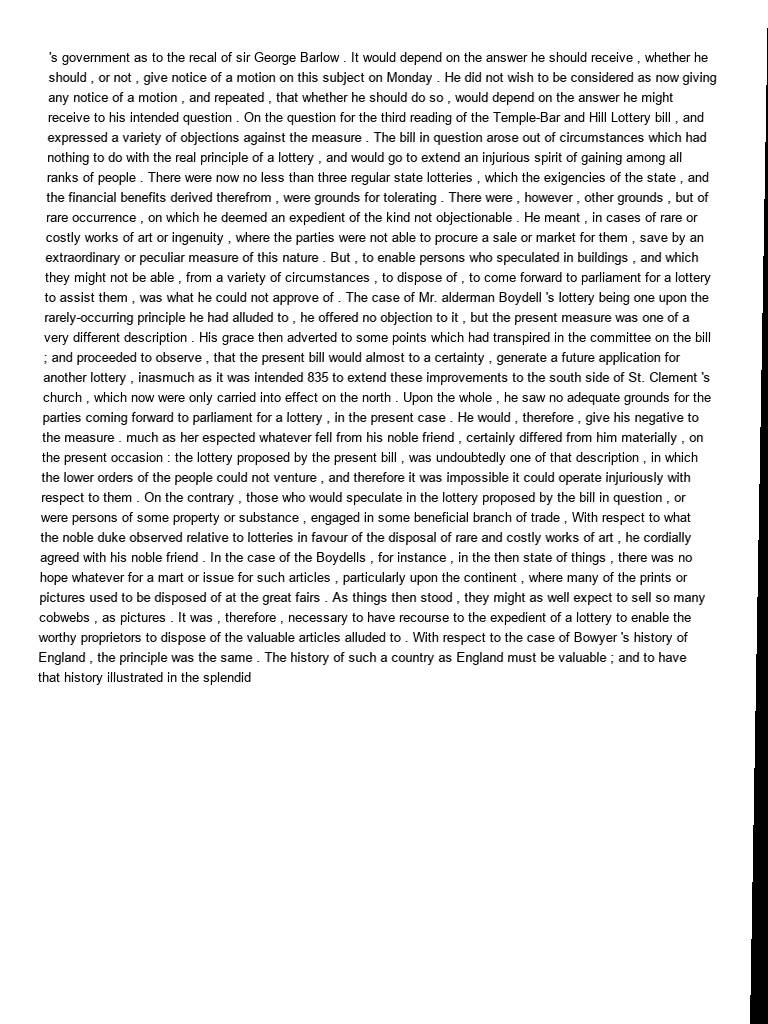 's government as to the recal of sir George Barlow . It would depend on the answer he should receive , whether he
should , or not , give notice of a motion on this subject on Monday . He did not wish to be considered as now giving
any notice of a motion , and repeated , that whether he should do so , would depend on the answer he might
receive to his intended question . On the question for the third reading of the Temple-Bar and Hill Lottery bill , and
expressed a variety of objections against the measure . The bill in question arose out of circumstances which had
nothing to do with the real principle of a lottery , and would go to extend an injurious spirit of gaining among all
ranks of people . There were now no less than three regular state lotteries , which the exigencies of the state , and
the financial benefits derived therefrom , were grounds for tolerating . There were , however , other grounds , but of
rare occurrence , on which he deemed an expedient of the kind not objectionable . He meant , in cases of rare or
costly works of art or ingenuity , where the parties were not able to procure a sale or market for them , save by an
extraordinary or peculiar measure of this nature . But , to enable persons who speculated in buildings , and which
they might not be able , from a variety of circumstances , to dispose of , to come forward to parliament for a lottery
to assist them , was what he could not approve of . The case of Mr. alderman Boydell 's lottery being one upon the
rarely-occurring principle he had alluded to , he offered no objection to it , but the present measure was one of a
very different description . His grace then adverted to some points which had transpired in the committee on the bill
; and proceeded to observe , that the present bill would almost to a certainty , generate a future application for
another lottery , inasmuch as it was intended 835 to extend these improvements to the south side of St. Clement 's
church , which now were only carried into effect on the north . Upon the whole , he saw no adequate grounds for the
parties coming forward to parliament for a lottery , in the present case . He would , therefore , give his negative to
the measure . much as her espected whatever fell from his noble friend , certainly differed from him materially , on
the present occasion : the lottery proposed by the present bill , was undoubtedly one of that description , in which
the lower orders of the people could not venture , and therefore it was impossible it could operate injuriously with
respect to them . On the contrary , those who would speculate in the lottery proposed by the bill in question , or
were persons of some property or substance , engaged in some beneficial branch of trade , With respect to what
the noble duke observed relative to lotteries in favour of the disposal of rare and costly works of art , he cordially
agreed with his noble friend . In the case of the Boydells , for instance , in the then state of things , there was no
hope whatever for a mart or issue for such articles , particularly upon the continent , where many of the prints or
pictures used to be disposed of at the great fairs . As things then stood , they might as well expect to sell so many
cobwebs , as pictures . It was , therefore , necessary to have recourse to the expedient of a lottery to enable the
worthy proprietors to dispose of the valuable articles alluded to . With respect to the case of Bowyer 's history of
England , the principle was the same . The history of such a country as England must be valuable ; and to have
that history illustrated in the splendid